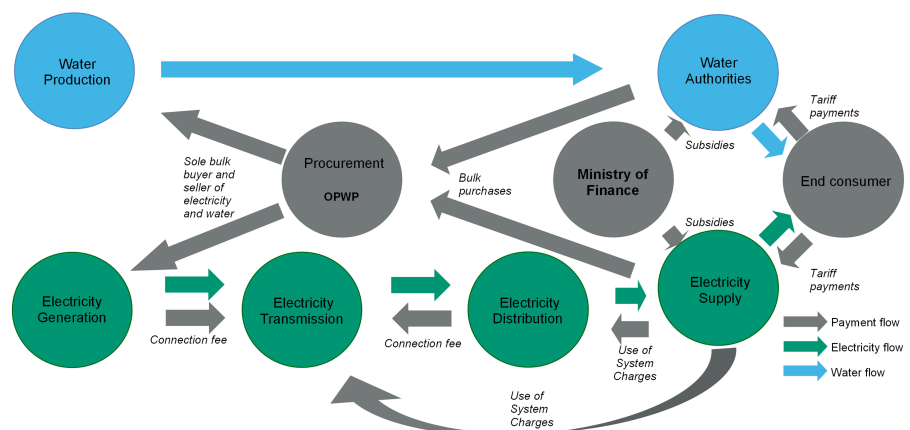 Water
Production
Water
Authorities
Tariff
payments
Subsidies
Procurement
OPWP
Sole bulk
buyer and
seller of
electricity
and water
Bulk
purchases
Ministry of
Finance
End consumer
Subsidies
Tariff
payments
Electricity
Generation
Connection fee
Electricity
Transmission
Connection fee
Electricity
Distribution
Use of
System
Charges
Electricity
Supply
Use of
System
Charges
Payment flow
Electricity flow
Water flow